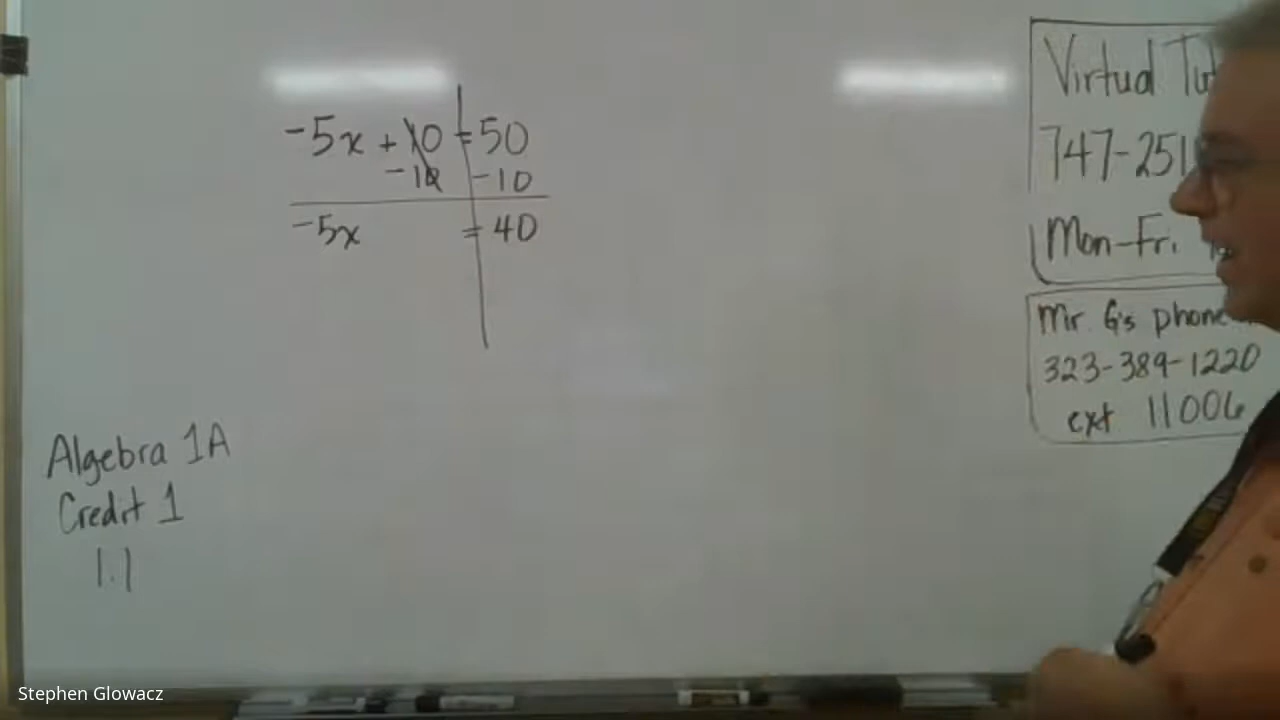 -5x + 10 = 50
-10 -10
-5x = 40
Algebra 1A
Credit 1
1.1
Virtual
747-251
Mon-Fri.
Mr. G's phone
323-389-1220
ext 11006
Stephen Glowacz